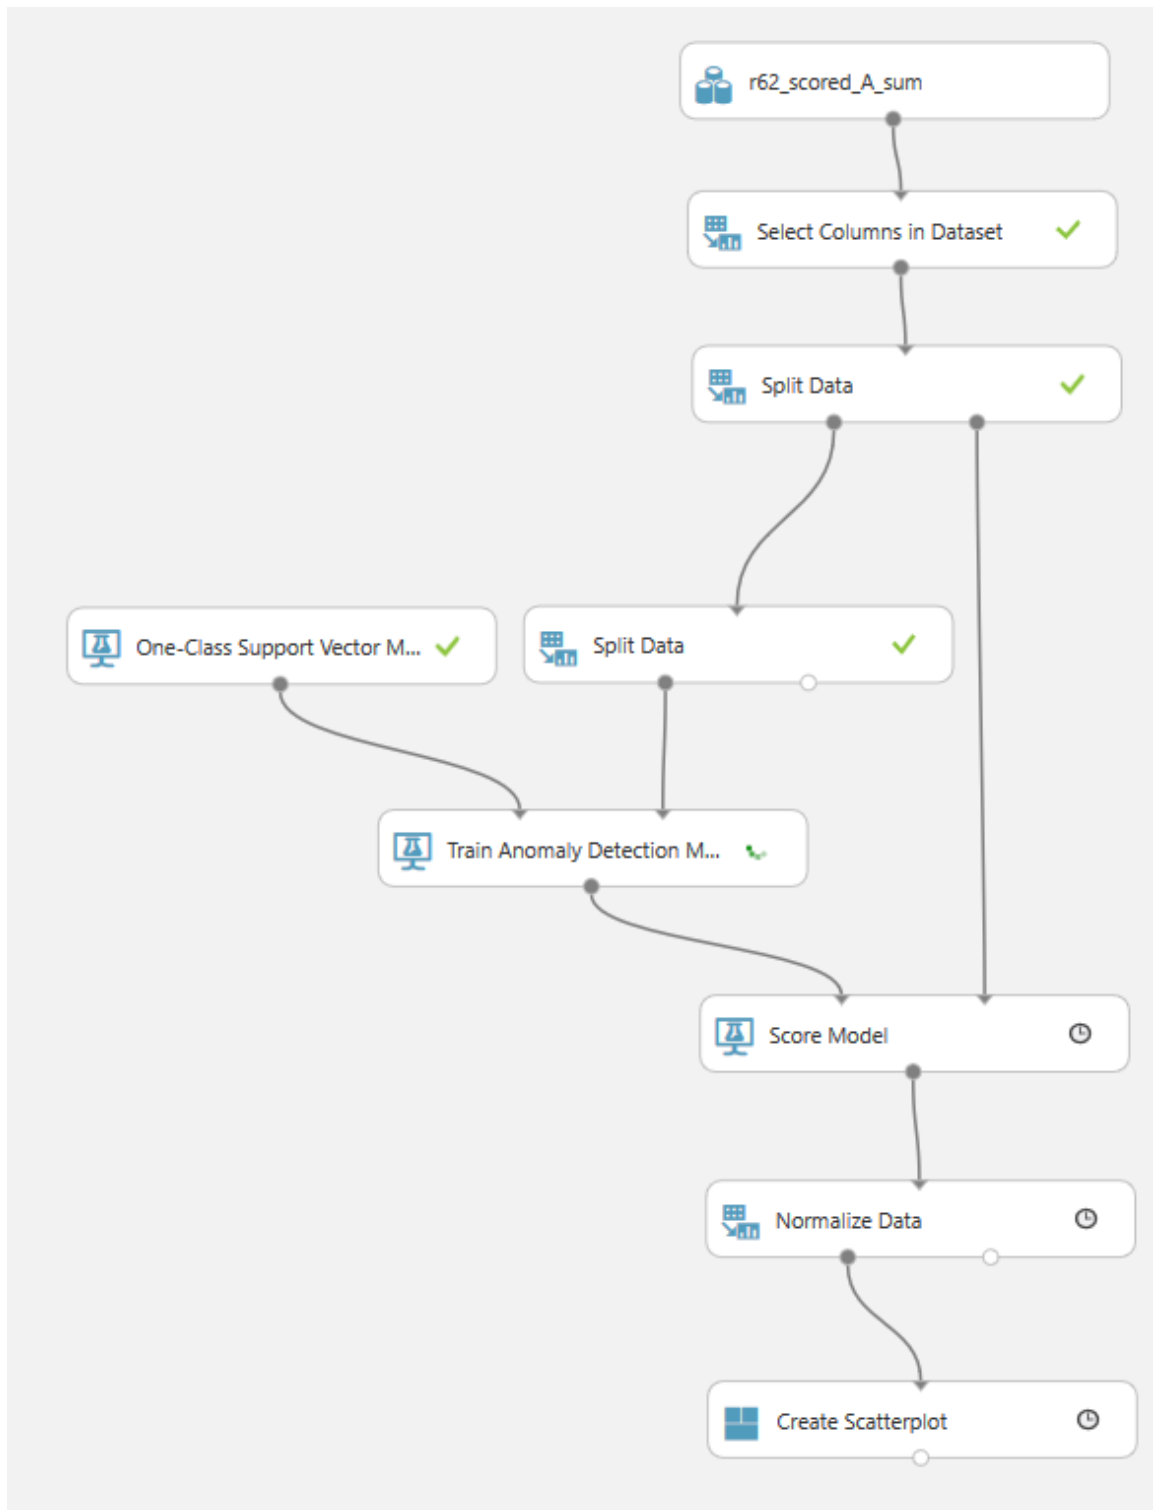 r62_scored_A_sum
Select Columns in Dataset
Split Data
One-Class Support Vector M...
Split Data
Train Anomaly Detection M...
Score Model
Normalize Data
Create Scatterplot